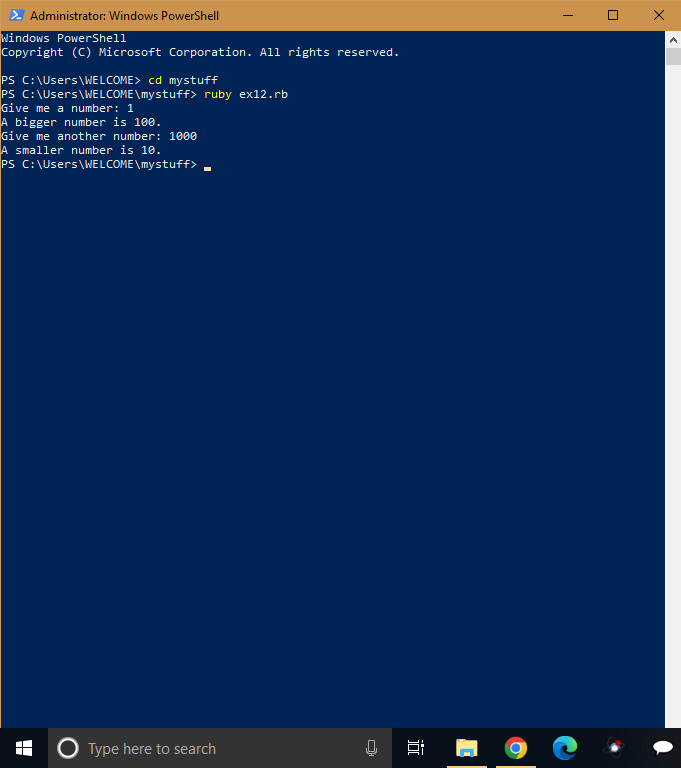 Administrator: Windows PowerShell
Windows PowerShell
Copyright (C) Microsoft Corporation. All rights reserved.
PS C:\Users\WELCOME> cd mystuff
PS C:\Users\WELCOME\mystuff> ruby ex12.rb
Give me a number: 1
A bigger number is 100.
Give me another number: 1000
A smaller number is 10.
PS C:\Users\WELCOME\mystuff>
Type here to search